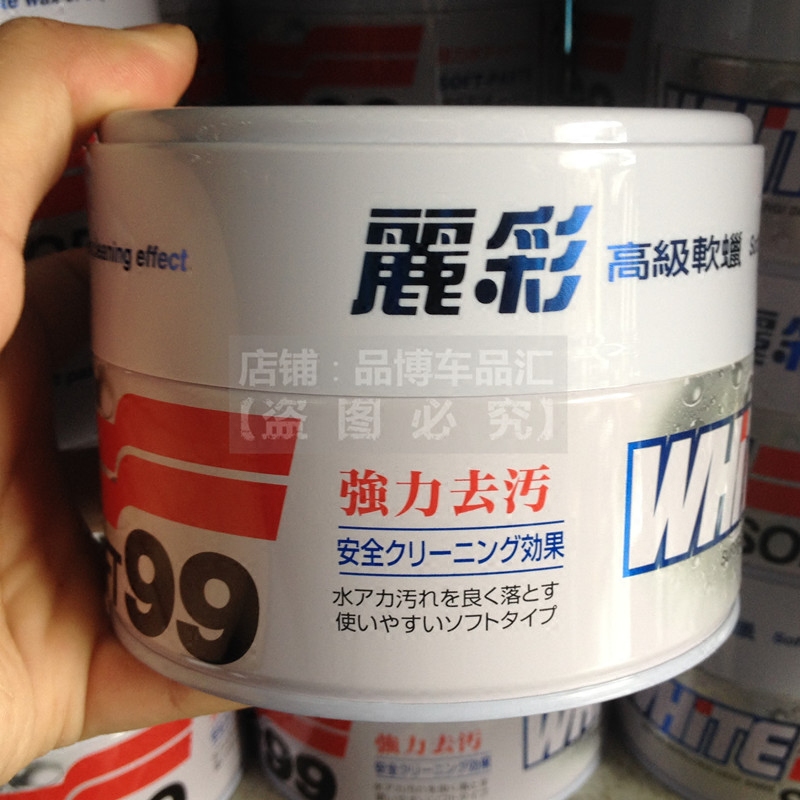 cleaning effect
麗彩
高級軟蠟
店铺：品博车品汇
【盗图必究】
強力去汚
安全クリーニング効果
水アカ汚れを良く落とす
使いやすいソフトタイプ
99
WHiT
WHiTE
99
強力去汚
安全クリーニング効果